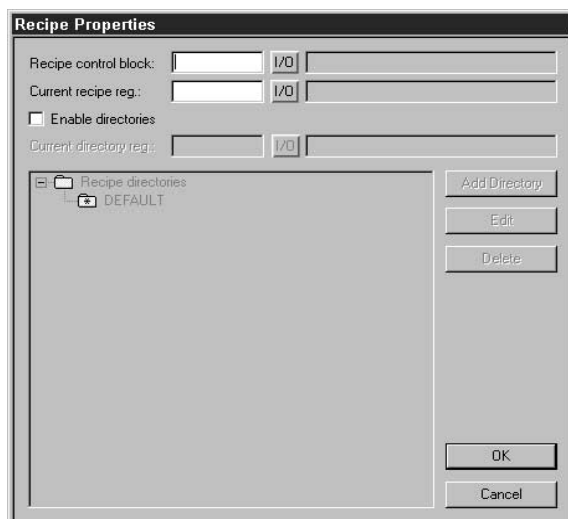 Recipe Properties
Recipe control block: I/O
Current recipe reg.: I/O
Enable directories
Current directory reg.: I/O
Recipe directories
DEFAULT
Add Directory
Edit
Delete
OK
Cancel